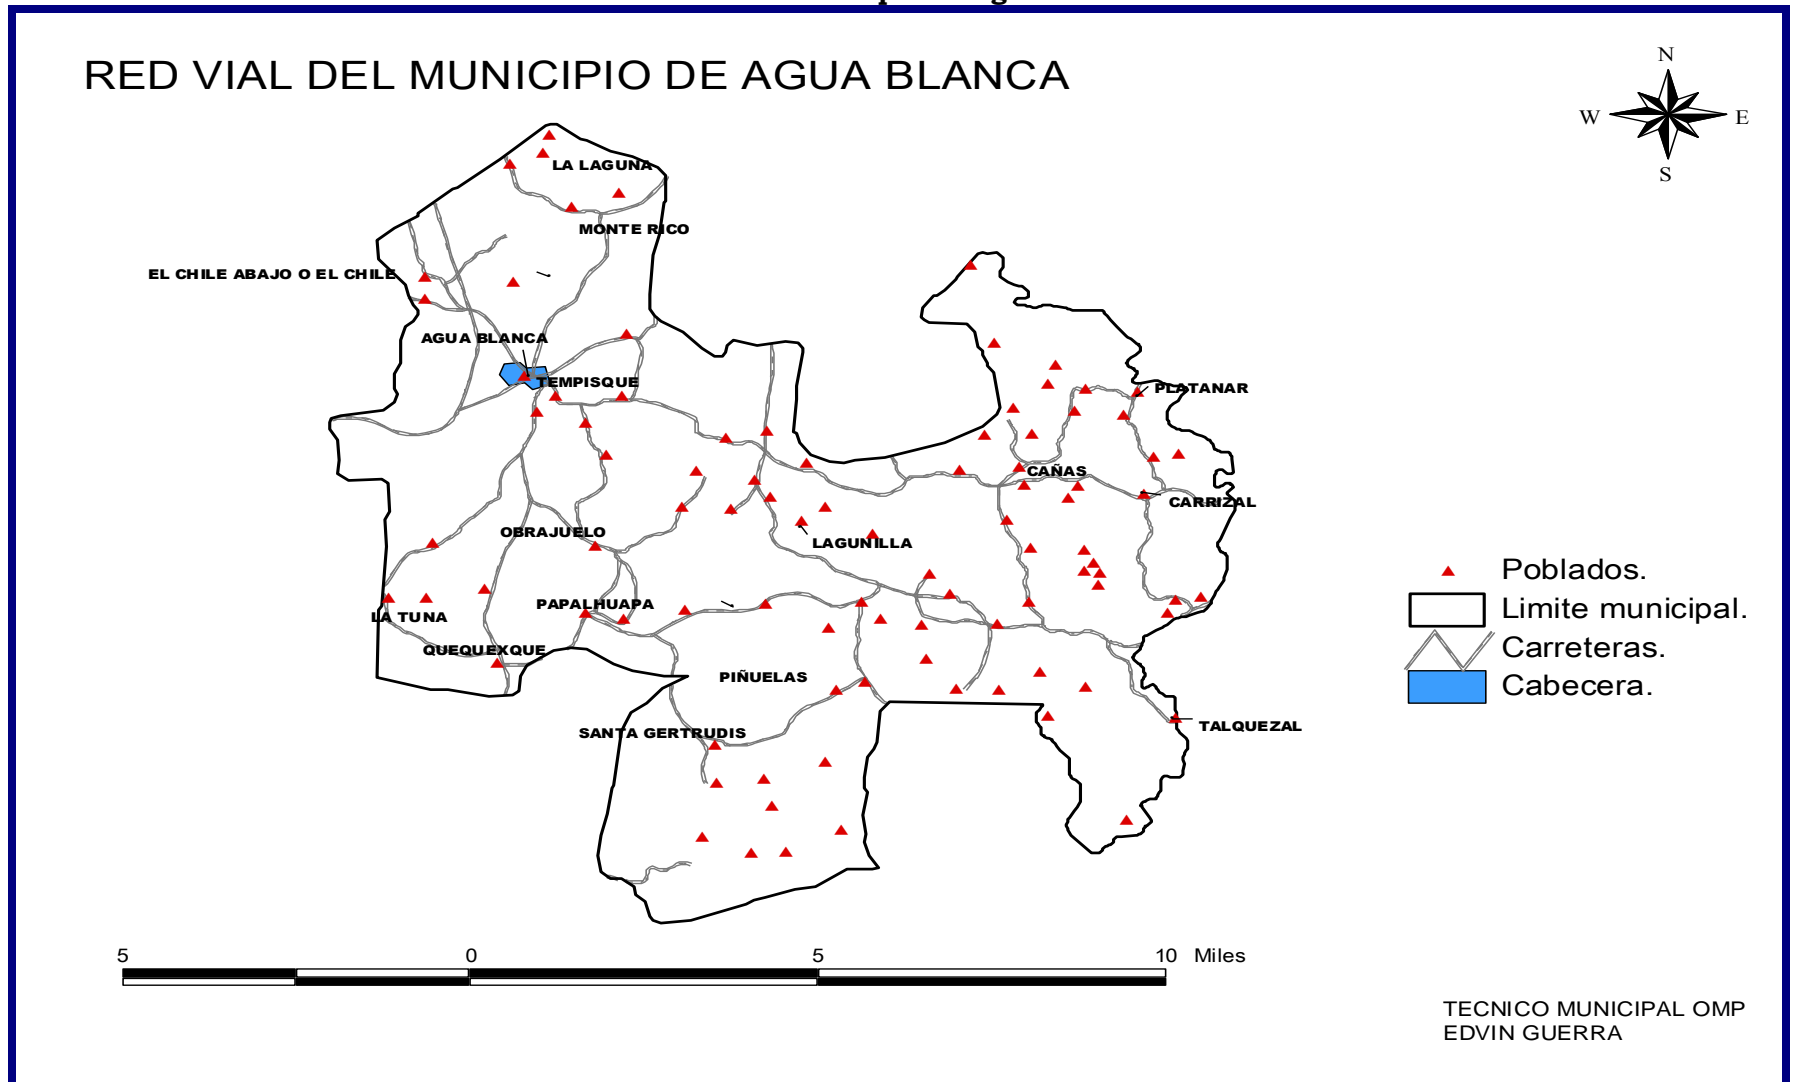 RED VIAL DEL MUNICIPIO DE AGUA BLANCA
N
W
E
S
LA LAGUNA
MONTE RICO
EL CHILE ABAJO O EL CHILE
AGUA BLANCA
TEMPISQUE
PLATANAR
CAÑAS
CARRIZAL
OBRAJUELO
LAGUNILLA
PAPALHUAPA
LA TUNA
QUEQUEXQUE
PIÑUELAS
SANTA GERTRUDIS
TALQUEZAL
Poblados.
Limite municipal.
Carreteras.
Cabecera.
5 0 5 10 Miles
TECNICO MUNICIPAL OMP
EDVIN GUERRA